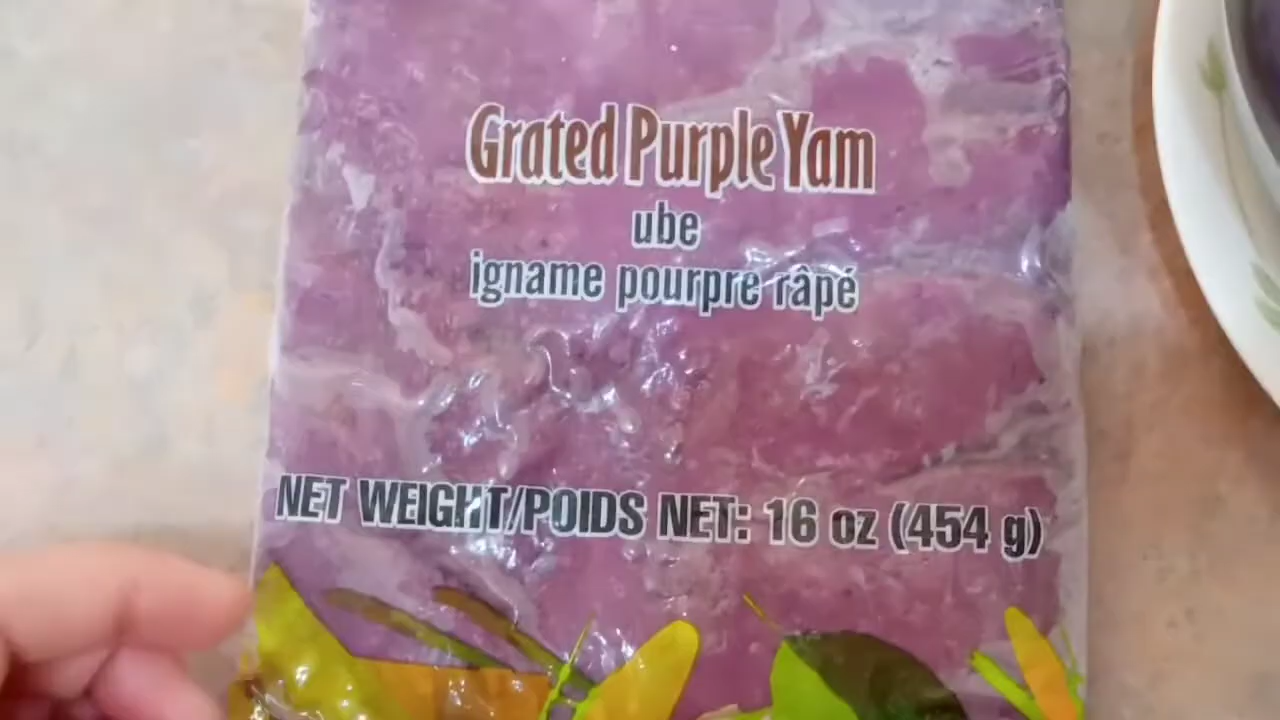 Grated Purple Yam
ube
igname pourpre râpé
NET WEIGHT/POIDS NET: 16 oz (454 g)